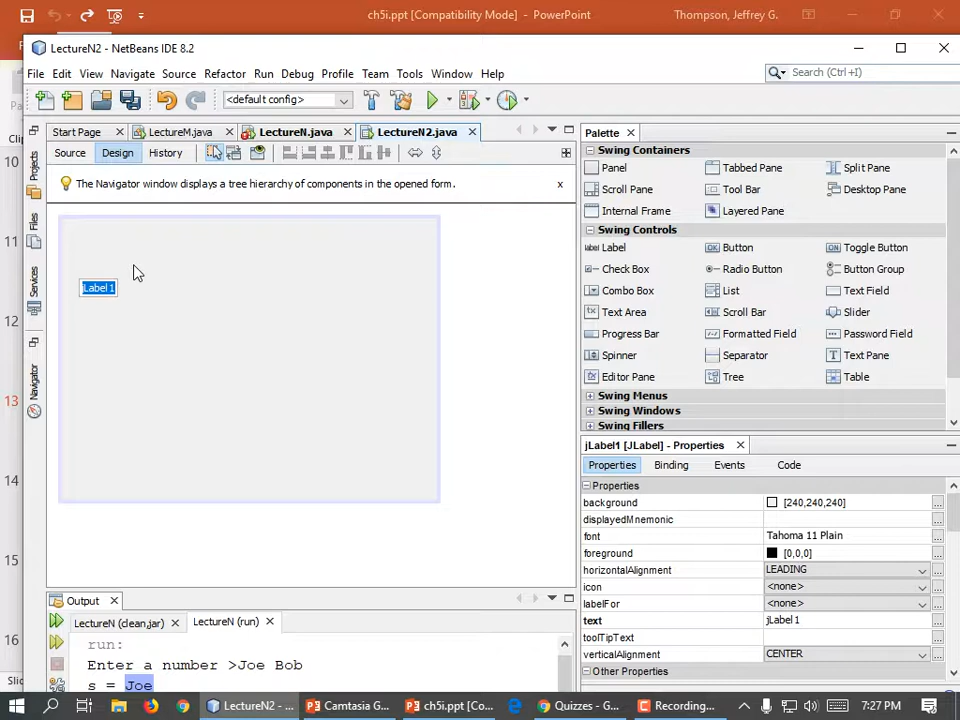 ch5i.ppt [Compatibility Mode] - PowerPoint
Thompson, Jeffrey G.
LectureN2 - NetBeans IDE 8.2
File Edit View Navigate Source Refactor Run Debug Profile Team Tools Window Help
Search (Ctrl+I)
<default config>
Start Page LectureM.java LectureN.java LectureN2.java
Source Design History
The Navigator window displays a tree hierarchy of components in the opened form. x
Projects
Files
Services
Navigator
10
11
12
13
14
15
16
jLabel1
Palette
Swing Containers
Panel Tabbed Pane Split Pane
Scroll Pane Tool Bar Desktop Pane
Internal Frame Layered Pane
Swing Controls
label Label OK Button ON Toggle Button
Check Box Radio Button Button Group
Combo Box List Text Field
Text Area Scroll Bar Slider
Progress Bar Formatted Field Password Field
Spinner Separator Text Pane
Editor Pane Tree Table
Swing Menus
Swing Windows
Swing Fillers
jLabel1 [JLabel] - Properties
Properties Binding Events Code
Properties
background [240,240,240]
displayedMnemonic
font Tahoma 11 Plain
foreground [0,0,0]
horizontalAlignment LEADING
icon <none>
labelFor <none>
text jLabel1
toolTipText
verticalAlignment CENTER
Other Properties
Output
LectureN (clean,jar) LectureN (run)
run:
Enter a number >Joe Bob
s = Joe
LectureN2 - ... Camtasia G... ch5i.ppt [Co... Quizzes - G... Recording... 7:27 PM